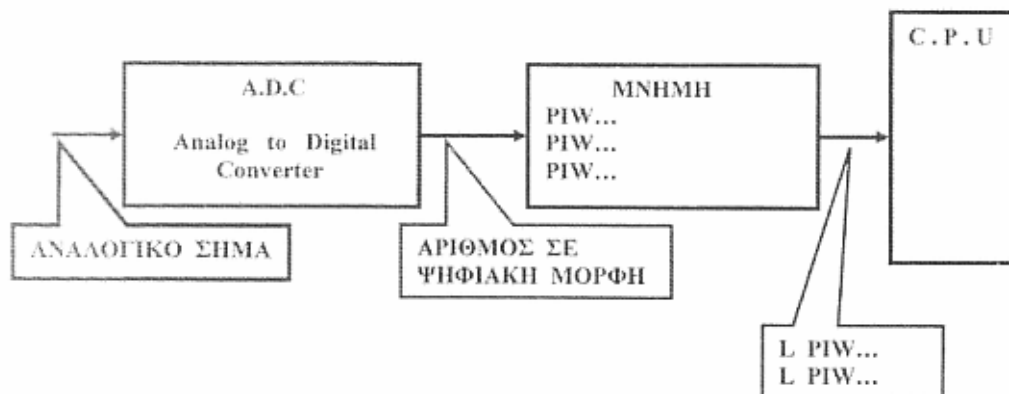 C.P.U
A.D.C
Analog to Digital
Converter
ΜΝΗΜΗ
PIW...
PIW...
PIW...
ΑΝΑΛΟΓΙΚΟ ΣΗΜΑ
ΑΡΙΘΜΟΣ ΣΕ
ΨΗΦΙΑΚΗ ΜΟΡΦΗ
L PIW...
L PIW...